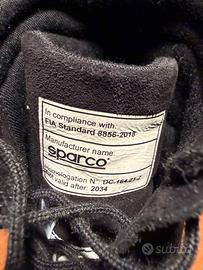 In compliance with:
FIA Standard 8856-2018
Manufacturer name
sparco
Homologation N° DC-164.21-Z
Not valid after: 2034
subito